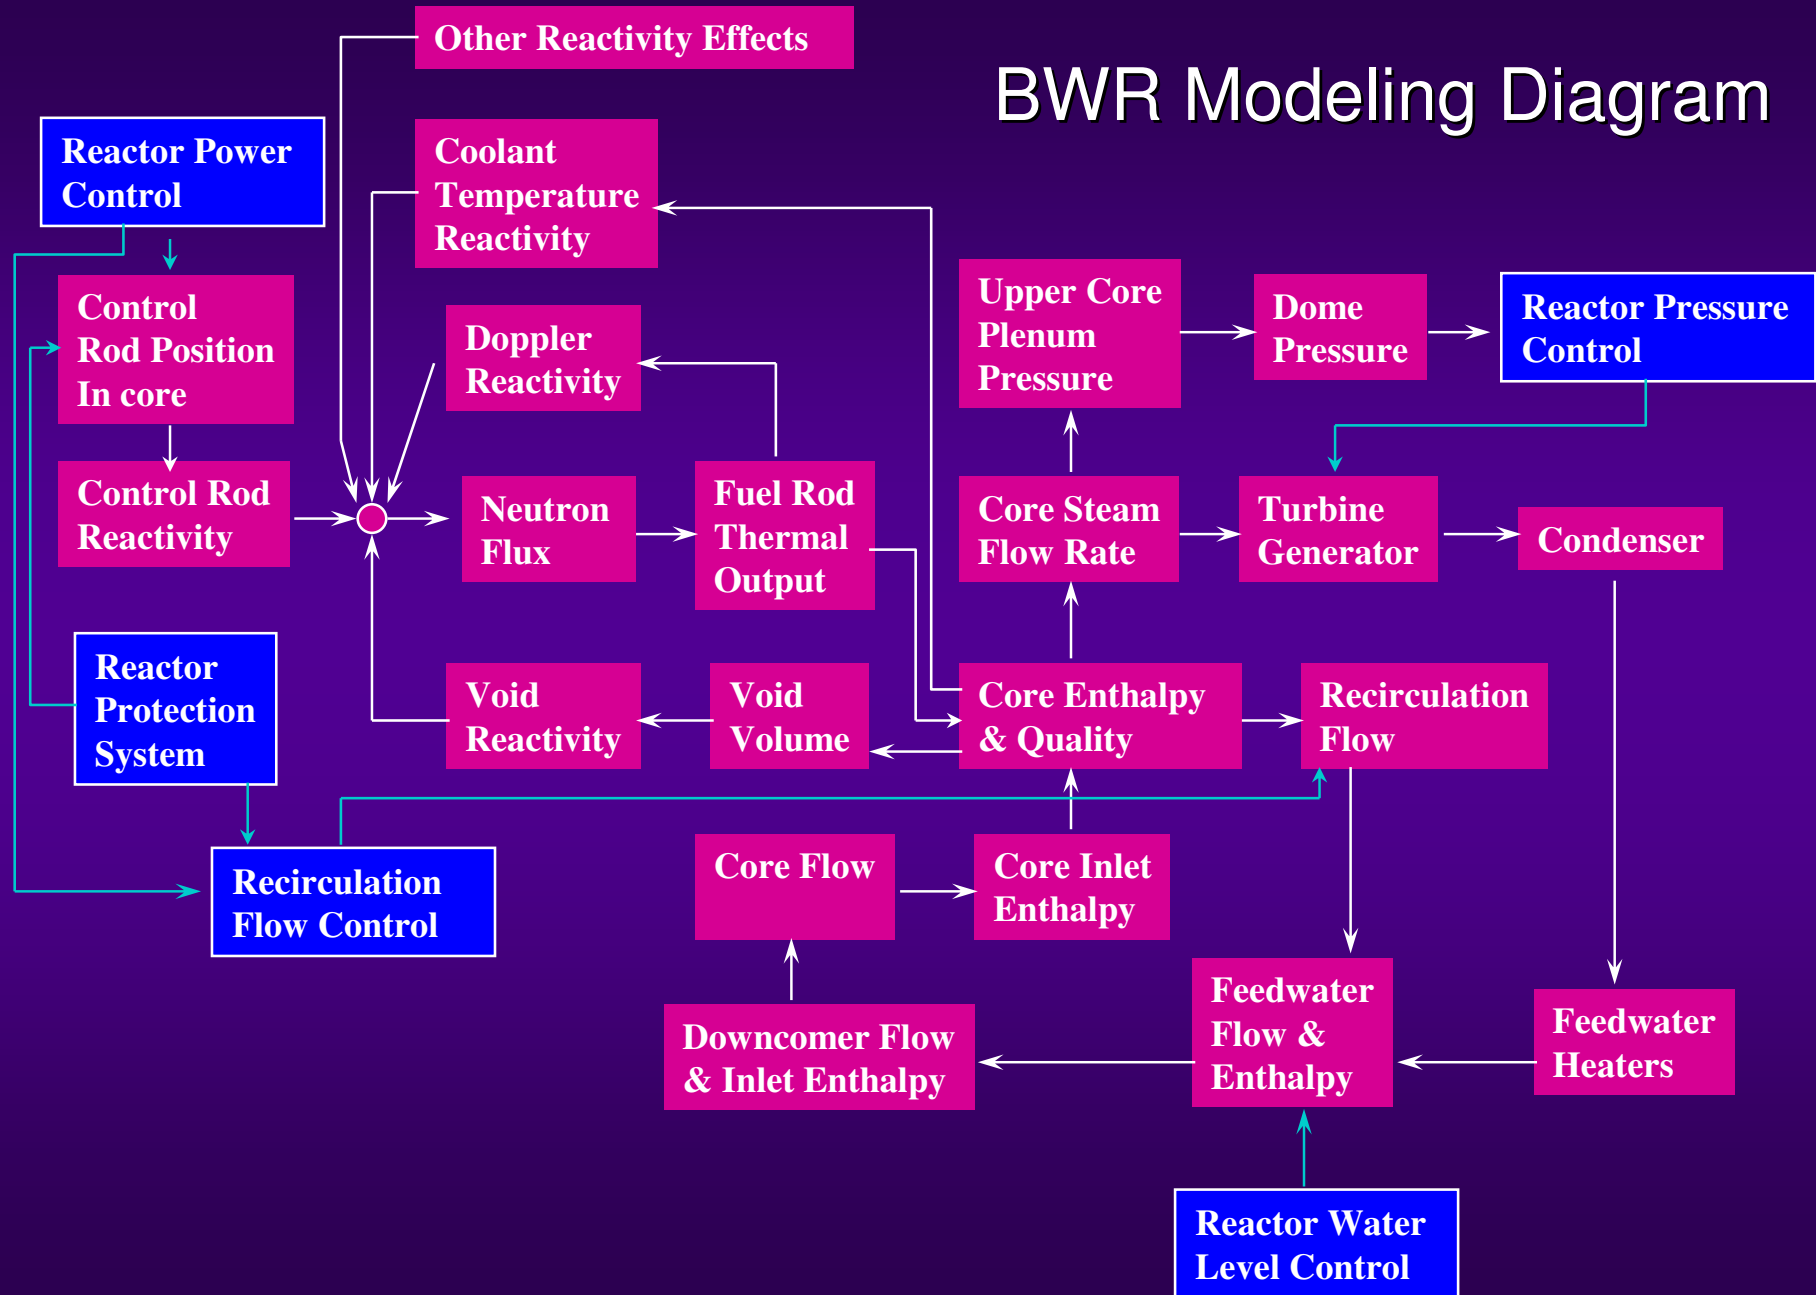 Other Reactivity Effects
BWR Modeling Diagram
Reactor Power
Control
Coolant
Temperature
Reactivity
Control
Rod Position
In core
Doppler
Reactivity
Upper Core
Plenum
Pressure
Dome
Pressure
Reactor Pressure
Control
Control Rod
Reactivity
Neutron
Flux
Fuel Rod
Thermal
Output
Core Steam
Flow Rate
Turbine
Generator
Condenser
Reactor
Protection
System
Void
Reactivity
Void
Volume
Core Enthalpy
& Quality
Recirculation
Flow
Recirculation
Flow Control
Core Flow
Core Inlet
Enthalpy
Downcomer Flow
& Inlet Enthalpy
Feedwater
Flow &
Enthalpy
Feedwater
Heaters
Reactor Water
Level Control